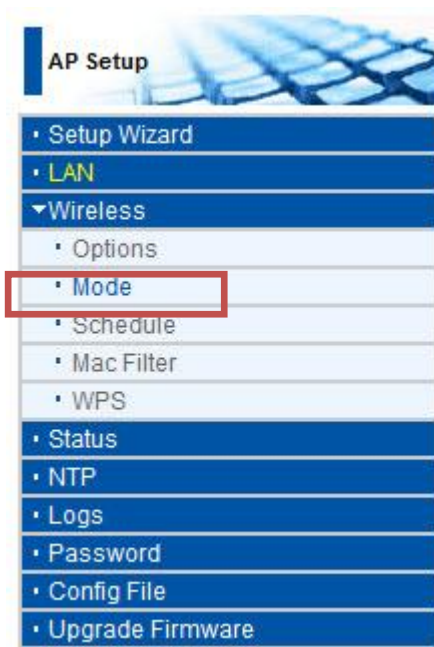 AP Setup
Setup Wizard
LAN
Wireless
Options
Mode
Schedule
Mac Filter
WPS
Status
NTP
Logs
Password
Config File
Upgrade Firmware